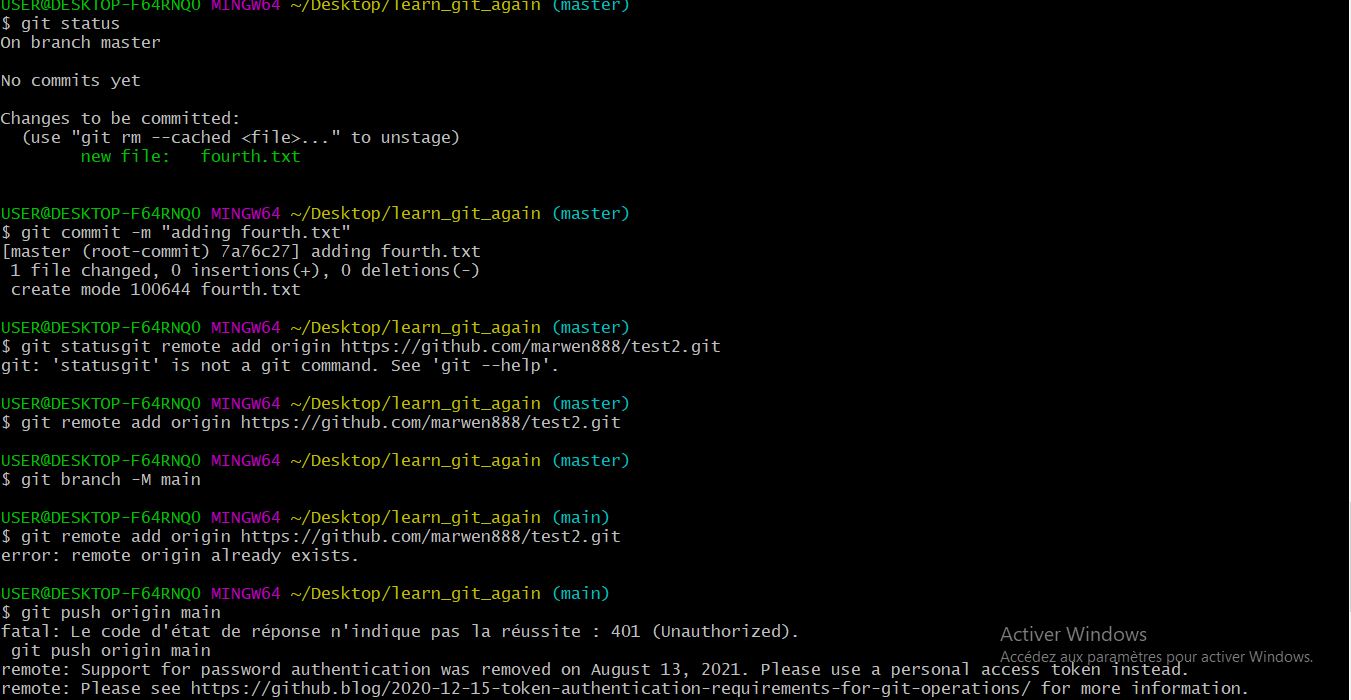 USER@DESKTOP-F64RNQO MINGW64 ~/Desktop/learn_git_again (master)
$ git status
On branch master
No commits yet
Changes to be committed:
  (use "git rm --cached <file>..." to unstage)
        new file:   fourth.txt
USER@DESKTOP-F64RNQO MINGW64 ~/Desktop/learn_git_again (master)
$ git commit -m "adding fourth.txt"
[master (root-commit) 7a76c27] adding fourth.txt
 1 file changed, 0 insertions(+), 0 deletions(-)
 create mode 100644 fourth.txt
USER@DESKTOP-F64RNQO MINGW64 ~/Desktop/learn_git_again (master)
$ git statusgit remote add origin https://github.com/marwen888/test2.git
git: 'statusgit' is not a git command. See 'git --help'.
USER@DESKTOP-F64RNQO MINGW64 ~/Desktop/learn_git_again (master)
$ git remote add origin https://github.com/marwen888/test2.git
USER@DESKTOP-F64RNQO MINGW64 ~/Desktop/learn_git_again (master)
$ git branch -M main
USER@DESKTOP-F64RNQO MINGW64 ~/Desktop/learn_git_again (main)
$ git remote add origin https://github.com/marwen888/test2.git
error: remote origin already exists.
USER@DESKTOP-F64RNQO MINGW64 ~/Desktop/learn_git_again (main)
$ git push origin main
fatal: Le code d'état de réponse n'indique pas la réussite : 401 (Unauthorized).
 git push origin main
remote: Support for password authentication was removed on August 13, 2021. Please use a personal access token instead.
remote: Please see https://github.blog/2020-12-15-token-authentication-requirements-for-git-operations/ for more information.
Activer Windows
Accédez aux paramètres pour activer Windows.